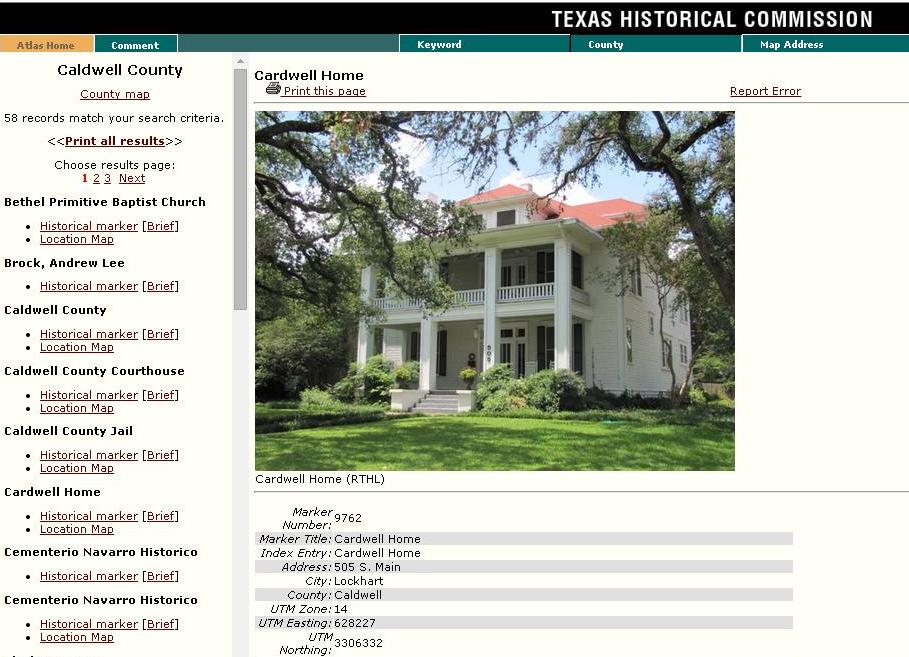 TEXAS HISTORICAL COMMISSION
Atlas Home
Comment
Keyword
County
Map Address
Caldwell County
County map
58 records match your search criteria.
<<Print all results>>
Choose results page:
1 2 3 Next
Bethel Primitive Baptist Church
• Historical marker [Brief]
• Location Map
Brock, Andrew Lee
• Historical marker [Brief]
Caldwell County
• Historical marker [Brief]
• Location Map
Caldwell County Courthouse
• Historical marker [Brief]
• Location Map
Caldwell County Jail
• Historical marker [Brief]
• Location Map
Cardwell Home
• Historical marker [Brief]
• Location Map
Cementerio Navarro Historico
• Historical marker [Brief]
Cementerio Navarro Historico
• Historical marker [Brief]
• Location Map
Cardwell Home
Print this page
Report Error
Cardwell Home (RTHL)
Marker Number: 9762
Marker Title: Cardwell Home
Index Entry: Cardwell Home
Address: 505 S. Main
City: Lockhart
County: Caldwell
UTM Zone: 14
UTM Easting: 628227
UTM Northing: 3306332